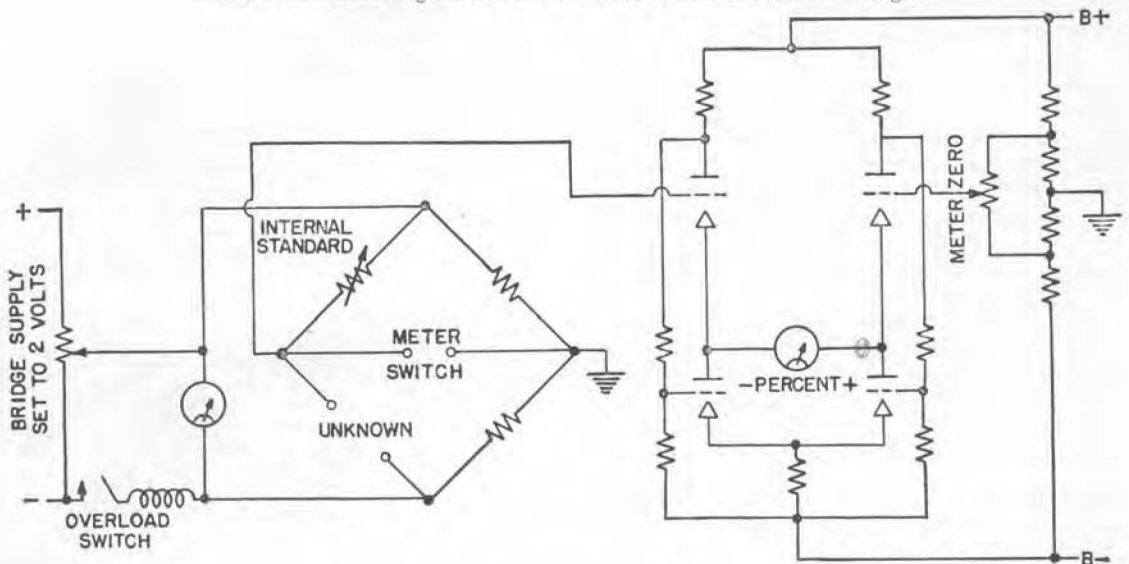 B+
INTERNAL
STANDARD
METER ZERO
+
BRIDGE SUPPLY
SET TO 2 VOLTS
METER
SWITCH
-PERCENT+
UNKNOWN
-
OVERLOAD
SWITCH
B-